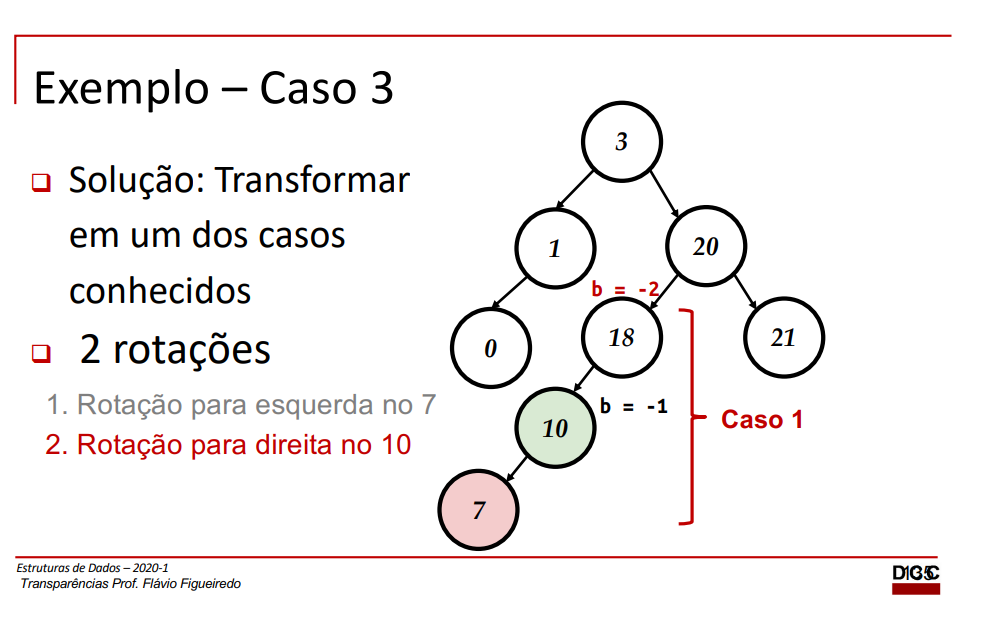 Exemplo – Caso 3
Solução: Transformar
em um dos casos
conhecidos
2 rotações
1. Rotação para esquerda no 7
2. Rotação para direita no 10
3
1
20
b = -2
0
18
21
10
b = -1
Caso 1
7
Estruturas de Dados – 2020-1
Transparências Prof. Flávio Figueiredo
DCC
135